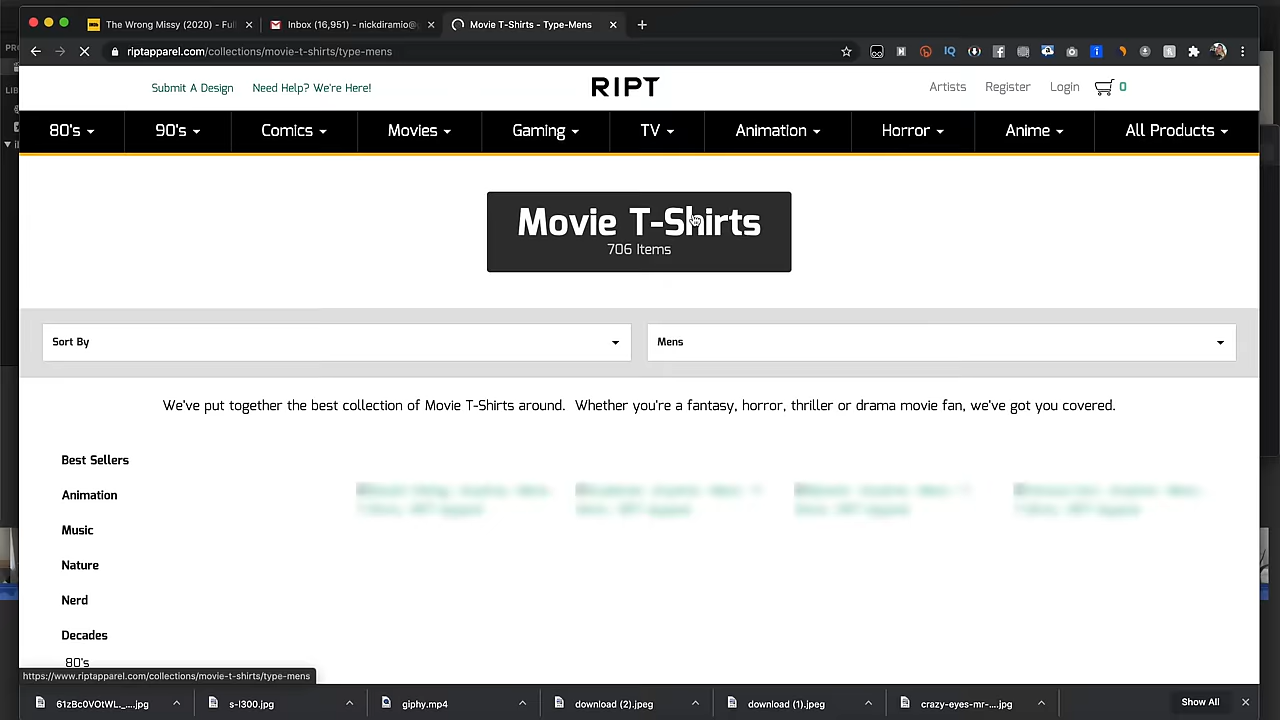 The Wrong Missy (2020) - Full
Inbox (16,951) - nickdiramio@
Movie T-Shirts - Type-Mens
riptapparel.com/collections/movie-t-shirts/type-mens
Submit A Design
Need Help? We're Here!
RIPT
Artists
Register
Login
0
80's
90's
Comics
Movies
Gaming
TV
Animation
Horror
Anime
All Products
Movie T-Shirts
706 Items
Sort By
Mens
We've put together the best collection of Movie T-Shirts around. Whether you're a fantasy, horror, thriller or drama movie fan, we've got you covered.
Best Sellers
Animation
Music
Nature
Nerd
Decades
80's
https://www.riptapparel.com/collections/movie-t-shirts/type-mens
61zBc0VOtWL._....jpg
s-l300.jpg
giphy.mp4
download (2).jpeg
download (1).jpeg
crazy-eyes-mr-....jpg
Show All